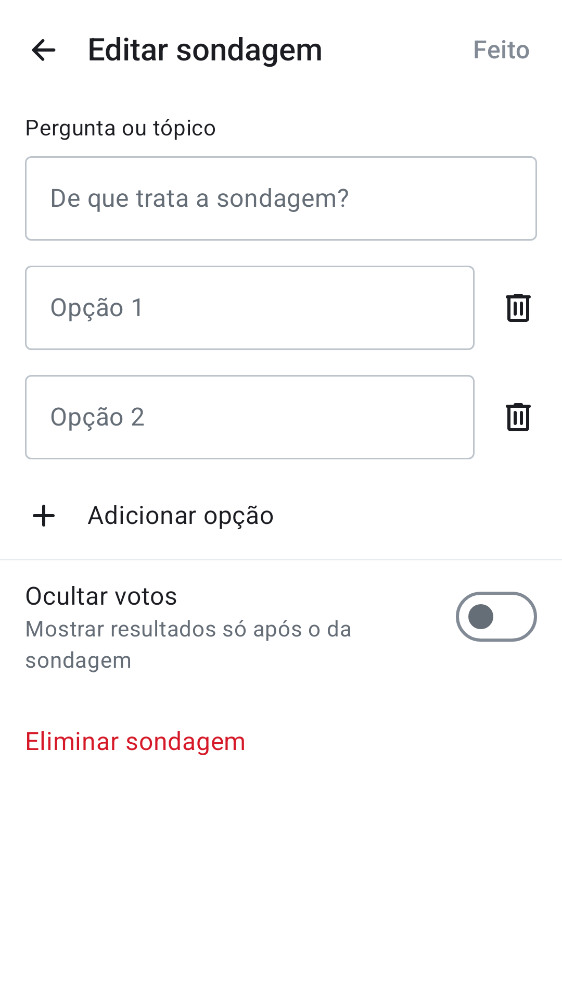 Editar sondagem
Feito
Pergunta ou tópico
De que trata a sondagem?
Opção 1
Opção 2
Adicionar opção
Ocultar votos
Mostrar resultados só após o da
sondagem
Eliminar sondagem